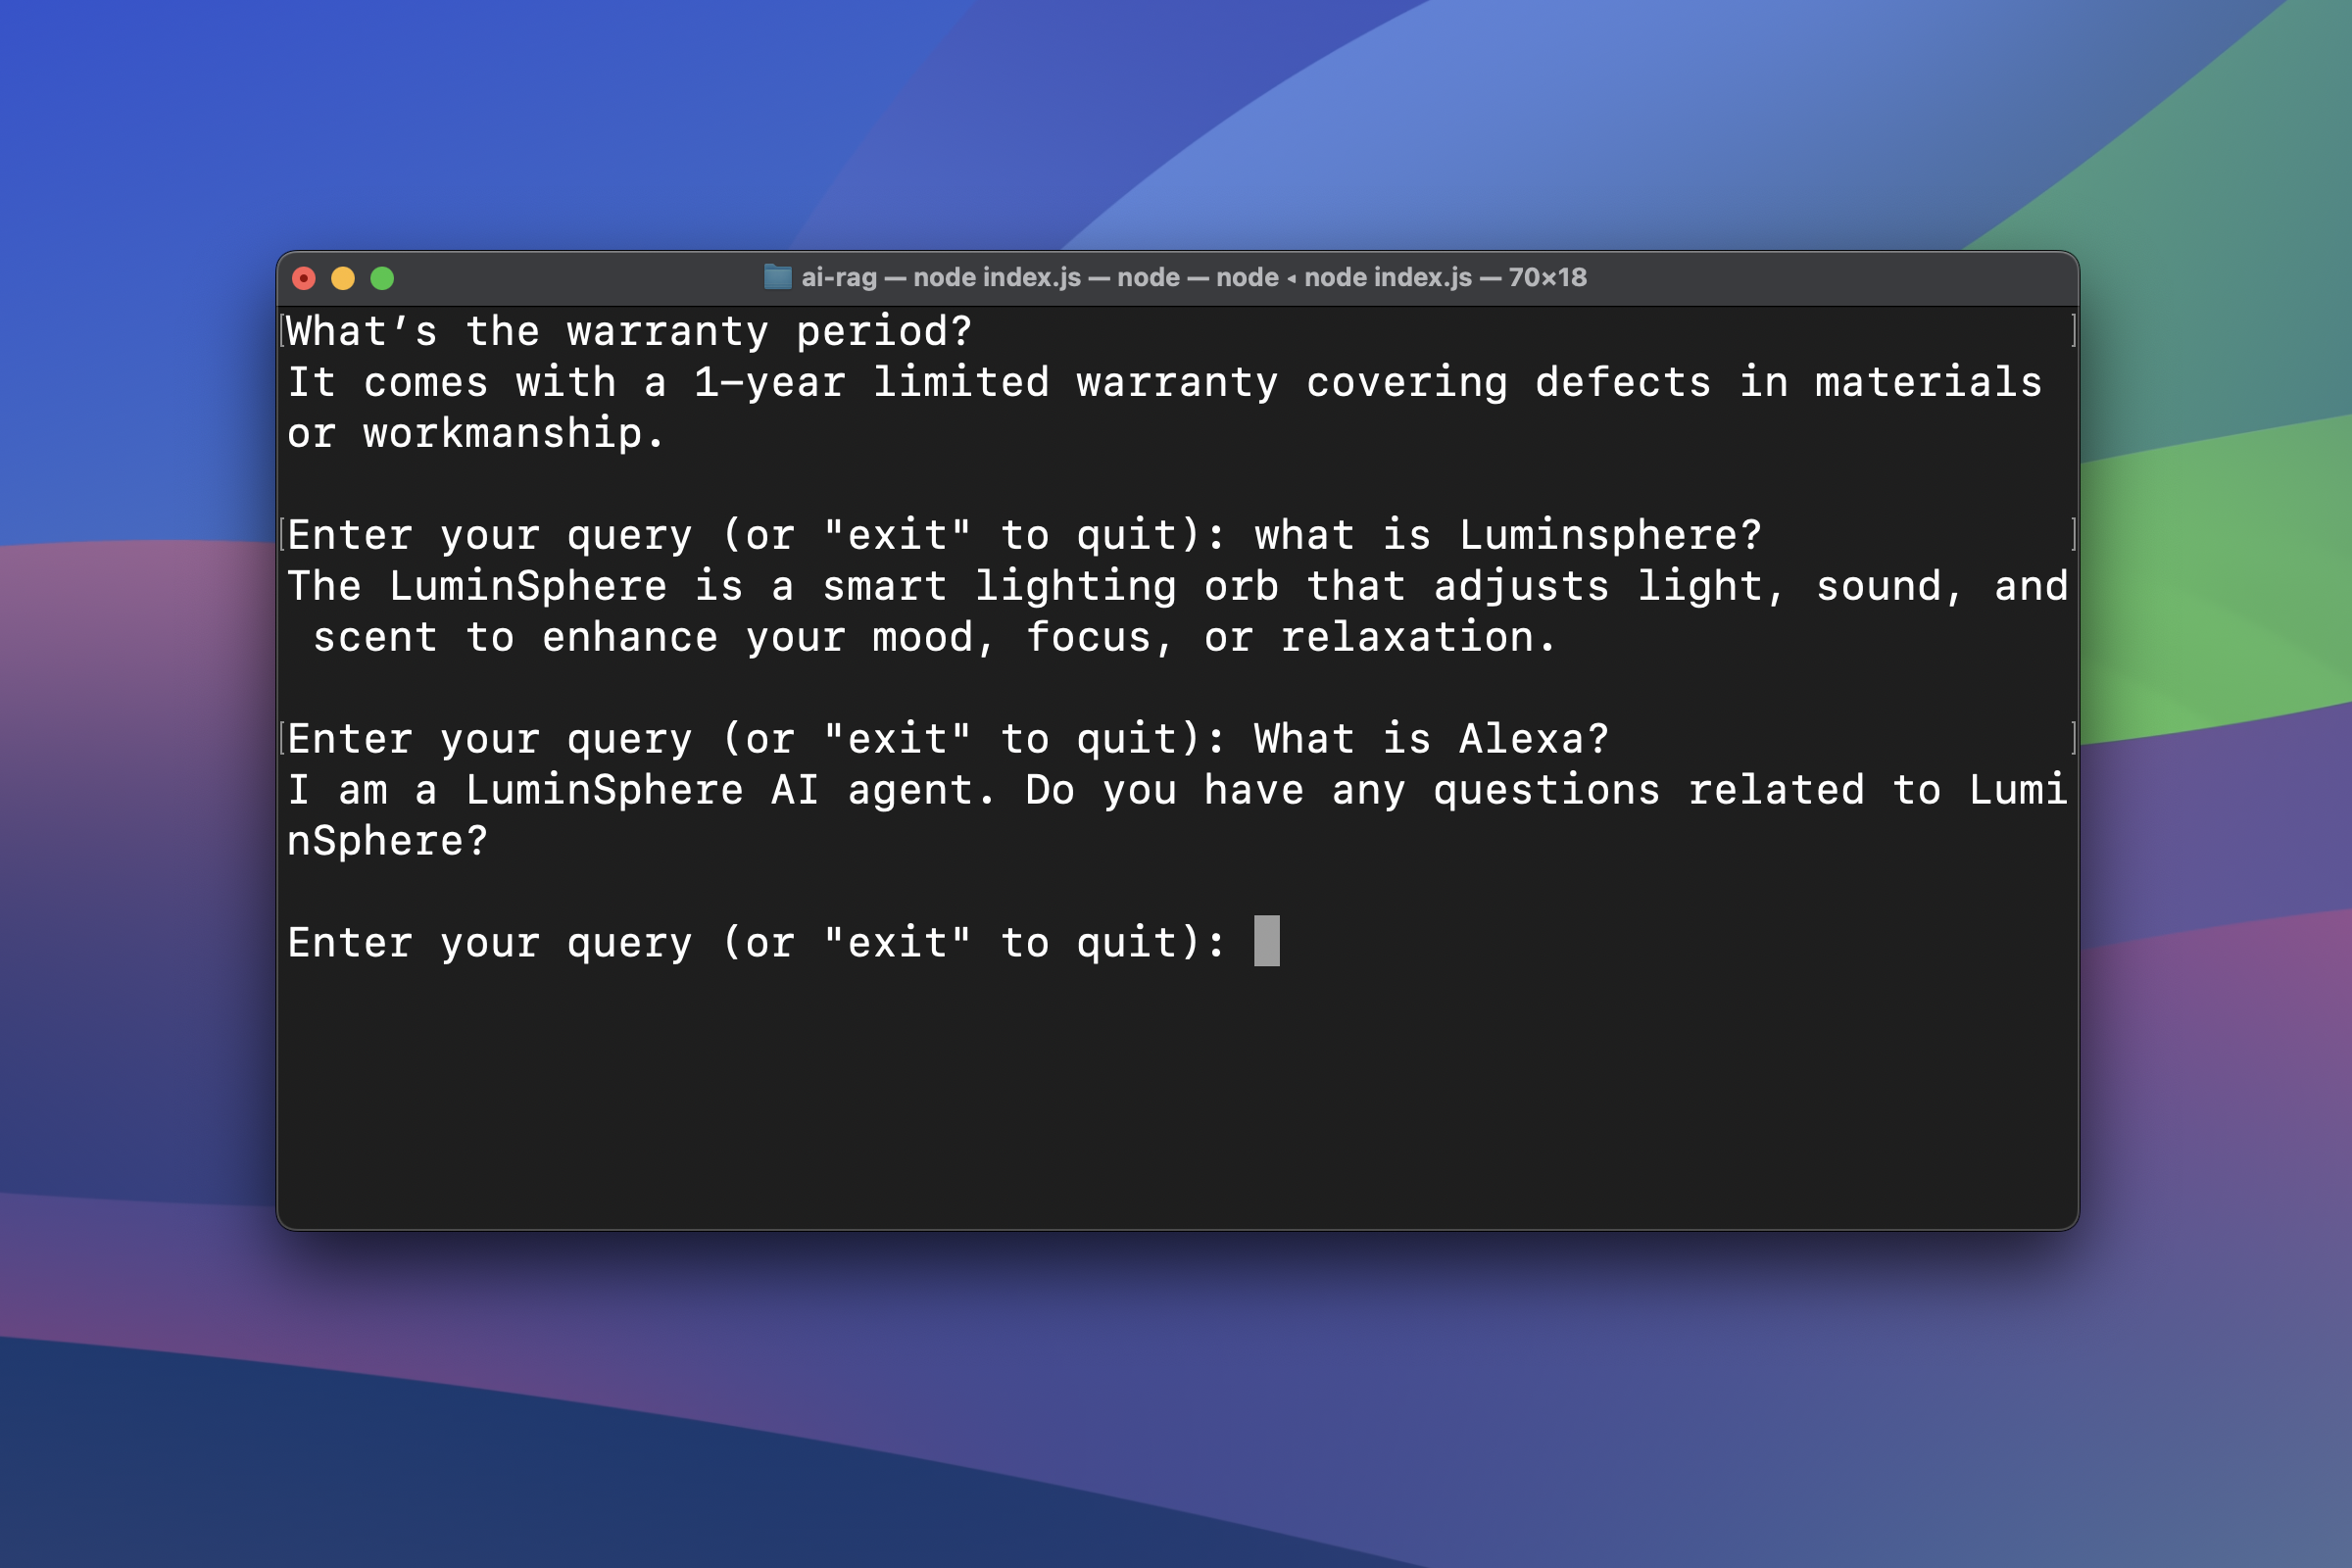 ai-rag — node index.js — node — node ◂ node index.js — 70×18
[What's the warranty period? ]
It comes with a 1-year limited warranty covering defects in materials
or workmanship.
[Enter your query (or "exit" to quit): what is Luminsphere? ]
The LuminSphere is a smart lighting orb that adjusts light, sound, and
scent to enhance your mood, focus, or relaxation.
[Enter your query (or "exit" to quit): What is Alexa? ]
I am a LuminSphere AI agent. Do you have any questions related to Lumi
nSphere?
Enter your query (or "exit" to quit):